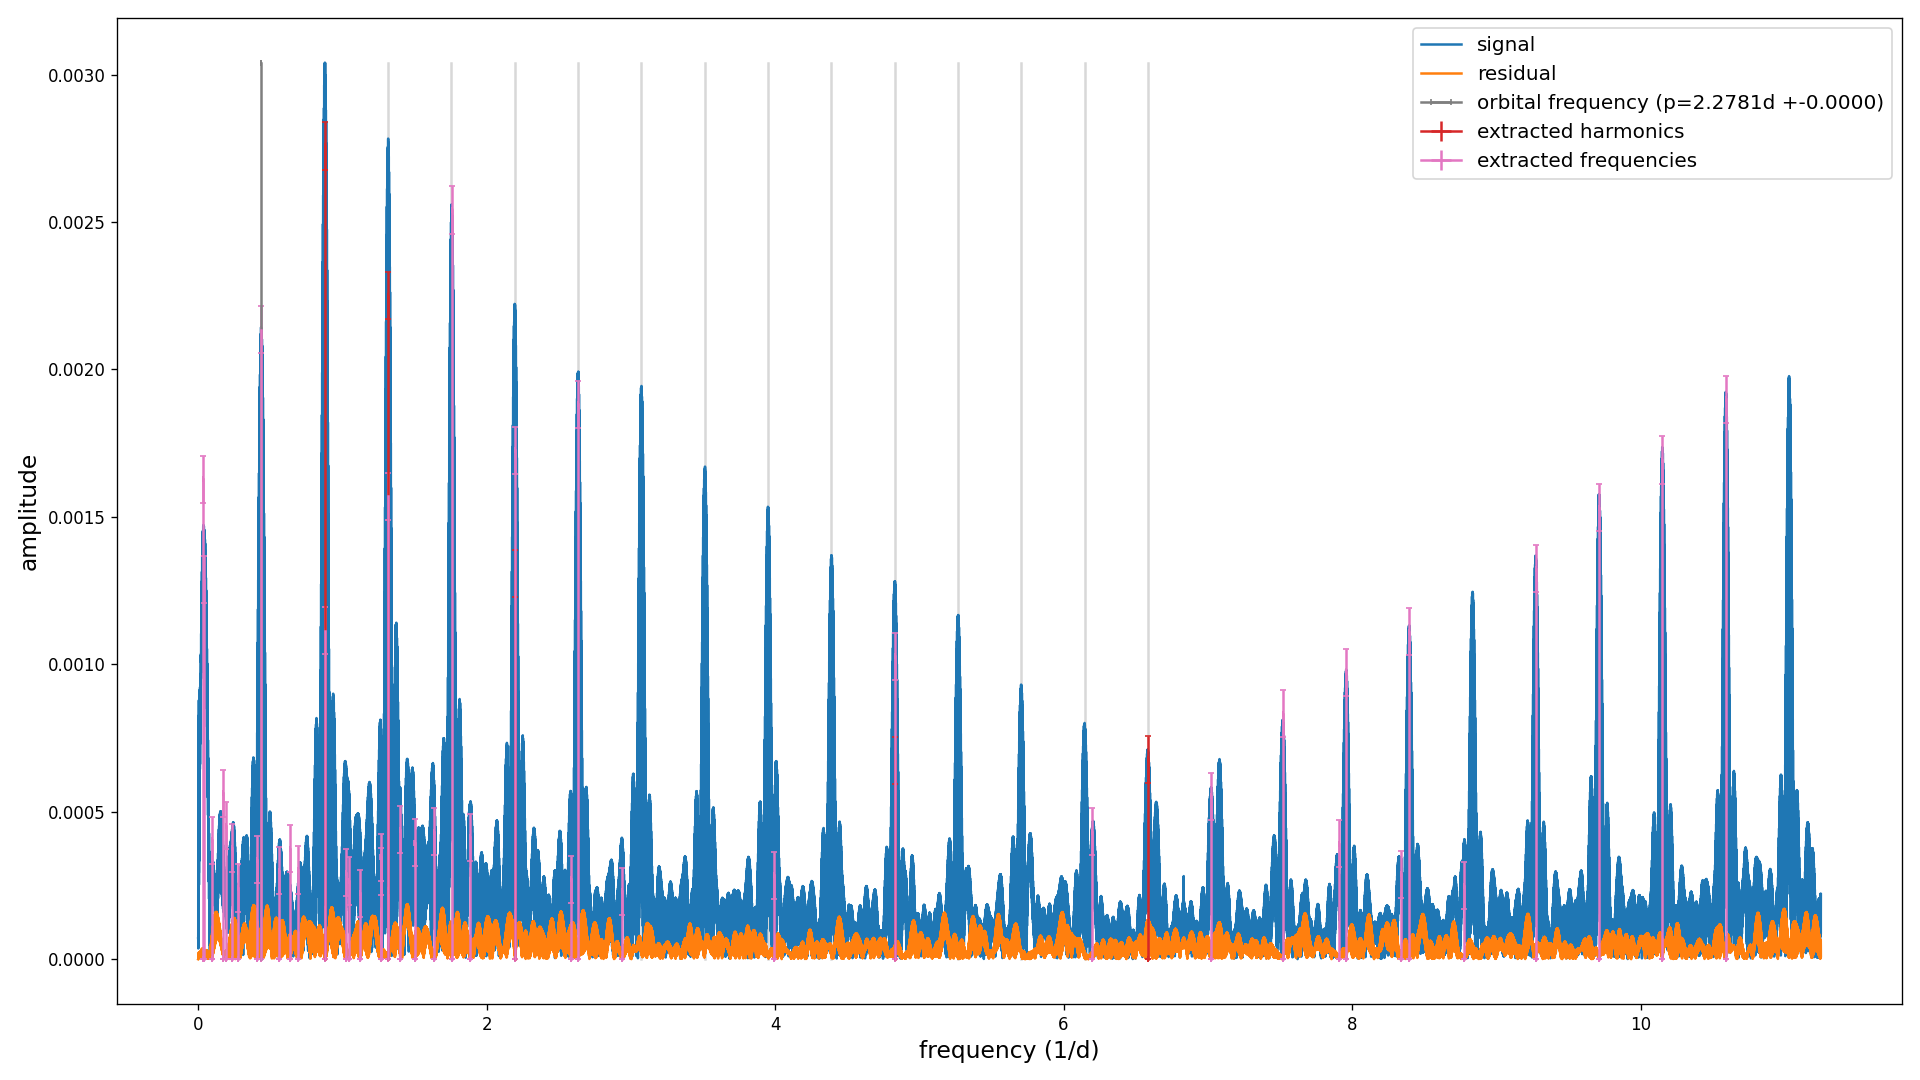 signal
residual
orbital frequency (p=2.2781d +-0.0000)
extracted harmonics
extracted frequencies
amplitude
0.0030
0.0025
0.0020
0.0015
0.0010
0.0005
0.0000
0 2 4 6 8 10
frequency (1/d)